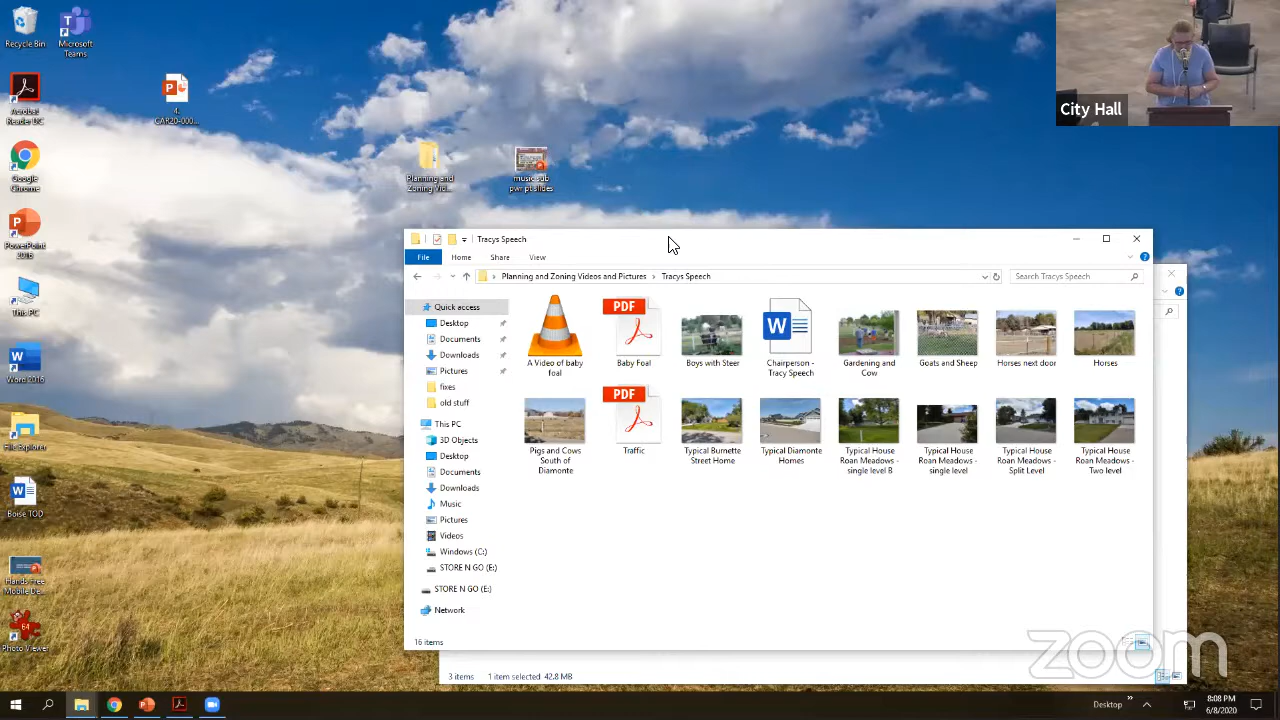 Recycle Bin
Microsoft
Teams
Acrobat
Reader DC
4.
CAR20-000...
Google
Chrome
Planning and
Zoning Vid...
music sub
pwr pt slides
PowerPoint
2016
This PC
Word 2016
File Explorer
Boise TOD
Hands Free
Mobile De...
Photo Viewer
City Hall
Tracys Speech
File
Home
Share
View
Planning and Zoning Videos and Pictures
Tracys Speech
Search Tracys Speech
Quick access
Desktop
Documents
Downloads
Pictures
fixes
old stuff
This PC
3D Objects
Desktop
Documents
Downloads
Music
Pictures
Videos
Windows (C:)
STORE N GO (E:)
STORE N GO (E:)
Network
PDF
A Video of baby
foal
Baby Foal
Boys with Steer
Chairperson -
Tracy Speech
Gardening and
Cow
Goats and Sheep
Horses next door
Horses
PDF
Pigs and Cows
South of
Diamonte
Traffic
Typical Burnette
Street Home
Typical Diamonte
Homes
Typical House
Roan Meadows -
single level B
Typical House
Roan Meadows -
single level
Typical House
Roan Meadows -
Split Level
Typical House
Roan Meadows -
Two level
16 items
3 items
1 item selected 42.8 MB
zoom
Desktop
8:08 PM
6/8/2020